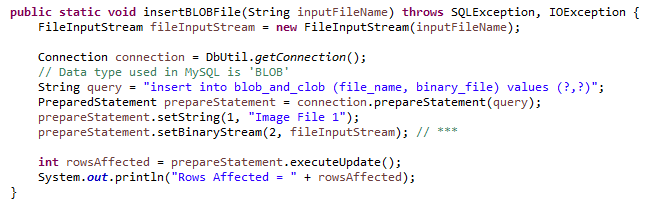 public static void insertBLOBFile(String inputFileName) throws SQLException, IOException {
    FileInputStream fileInputStream = new FileInputStream(inputFileName);

    Connection connection = DbUtil.getConnection();
    // Data type used in MySQL is 'BLOB'
    String query = "insert into blob_and_clob (file_name, binary_file) values (?,?)";
    PreparedStatement prepareStatement = connection.prepareStatement(query);
    prepareStatement.setString(1, "Image File 1");
    prepareStatement.setBinaryStream(2, fileInputStream); // ***

    int rowsAffected = prepareStatement.executeUpdate();
    System.out.println("Rows Affected = " + rowsAffected);
}